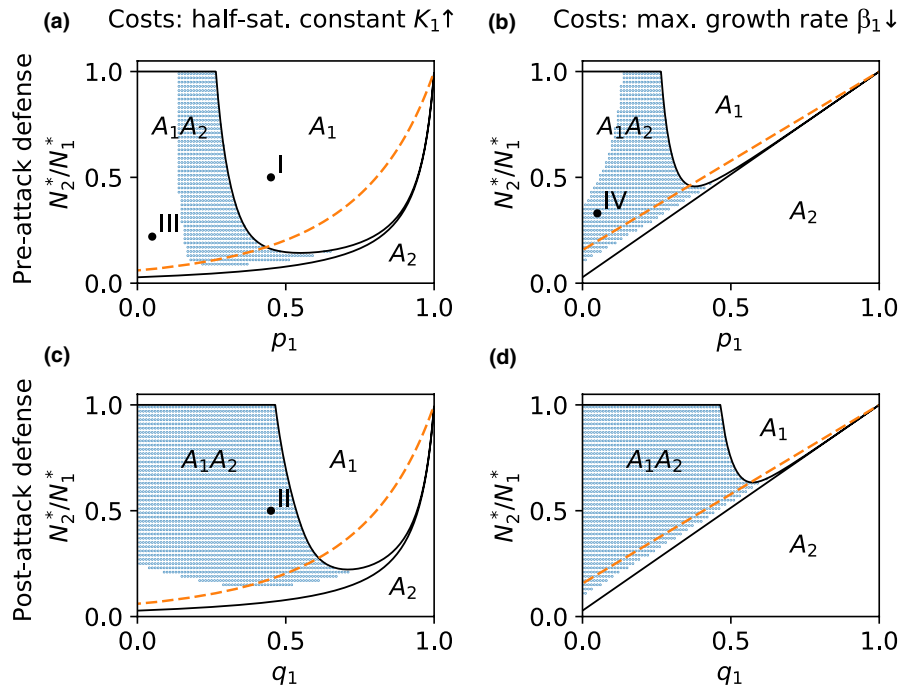 (a) Costs: half-sat. constant K₁↑
(b) Costs: max. growth rate β₁↓
Pre-attack defense
N₂*/N₁*
1.0
0.5
0.0
A₁A₂
A₁
I
III
A₂
0.0 0.5 1.0
p₁
N₂*/N₁*
1.0
0.5
0.0
A₁A₂
A₁
IV
A₂
0.0 0.5 1.0
p₁
(c)
Post-attack defense
N₂*/N₁*
1.0
0.5
0.0
A₁A₂
A₁
II
A₂
0.0 0.5 1.0
q₁
(d)
N₂*/N₁*
1.0
0.5
0.0
A₁A₂
A₁
A₂
0.0 0.5 1.0
q₁